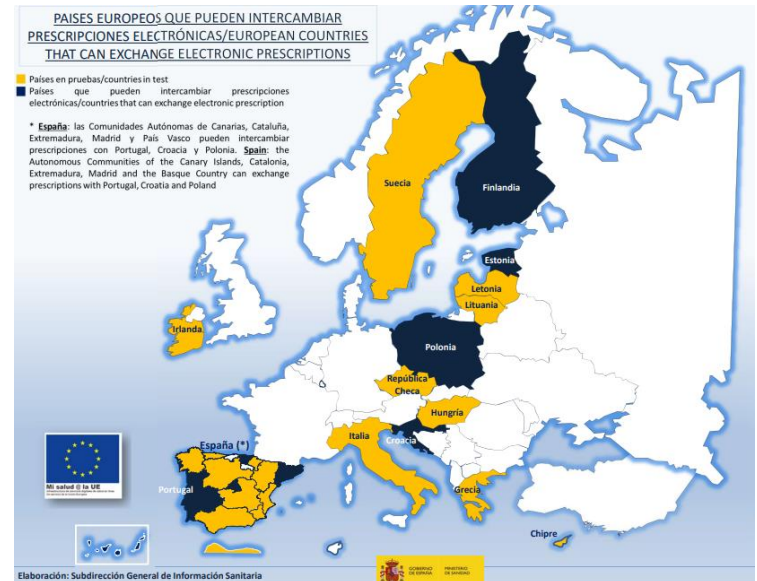 PAISES EUROPEOS QUE PUEDEN INTERCAMBIAR
PRESCRIPCIONES ELECTRÓNICAS/EUROPEAN COUNTRIES
THAT CAN EXCHANGE ELECTRONIC PRESCRIPTIONS
Países en pruebas/countries in test
Países que pueden intercambiar prescripciones
electrónicas/countries that can exchange electronic prescription
* España: las Comunidades Autónomas de Canarias, Cataluña,
Extremadura, Madrid y País Vasco pueden intercambiar
prescripciones con Portugal, Croacia y Polonia. Spain: the
Autonomous Communities of the Canary Islands, Catalonia,
Extremadura, Madrid and the Basque Country can exchange
prescriptions with Portugal, Croatia and Poland
Suecia
Finlandia
Estonia
Letonia
Lituania
Irlanda
Polonia
República
Checa
Hungría
Italia
Croacia
España (*)
Portugal
Grecia
Chipre
Mi salud @ la UE
GOBIERNO
DE ESPAÑA
MINISTERIO
DE SANIDAD
Elaboración: Subdirección General de Información Sanitaria